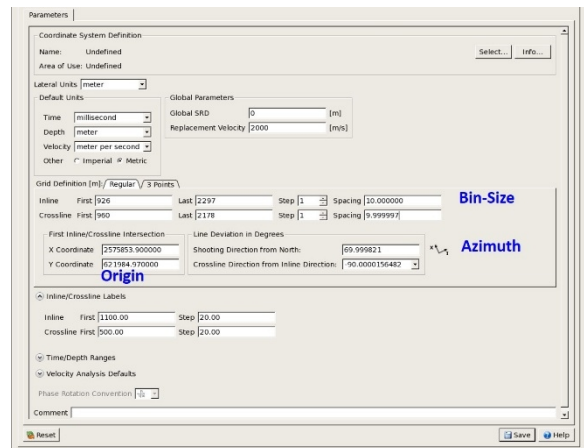 Parameters
Coordinate System Definition
Name: Undefined
Select... Info...
Area of Use: Undefined
Lateral Units meter
Default Units
Global Parameters
Time millisecond
Global SRD 0 [m]
Depth meter
Replacement Velocity 2000 [m/s]
Velocity meter per second
Other Imperial Metric
Grid Definition [m]: Regular 3 Points
Inline First 926 Last 2297 Step 1 Spacing 10.000000
Bin-Size
Crossline First 960 Last 2178 Step 1 Spacing 9.999997
First Inline/Crossline Intersection
Line Deviation in Degrees
X Coordinate 2575853.900000
Shooting Direction from North: 69.999821
Azimuth
Y Coordinate 621984.970000
Crossline Direction from Inline Direction: -90.0000156482
Origin
Inline/Crossline Labels
Inline First 1100.00 Step 20.00
Crossline First 500.00 Step 20.00
Time/Depth Ranges
Velocity Analysis Defaults
Phase Rotation Convention
Comment
Reset Save Help